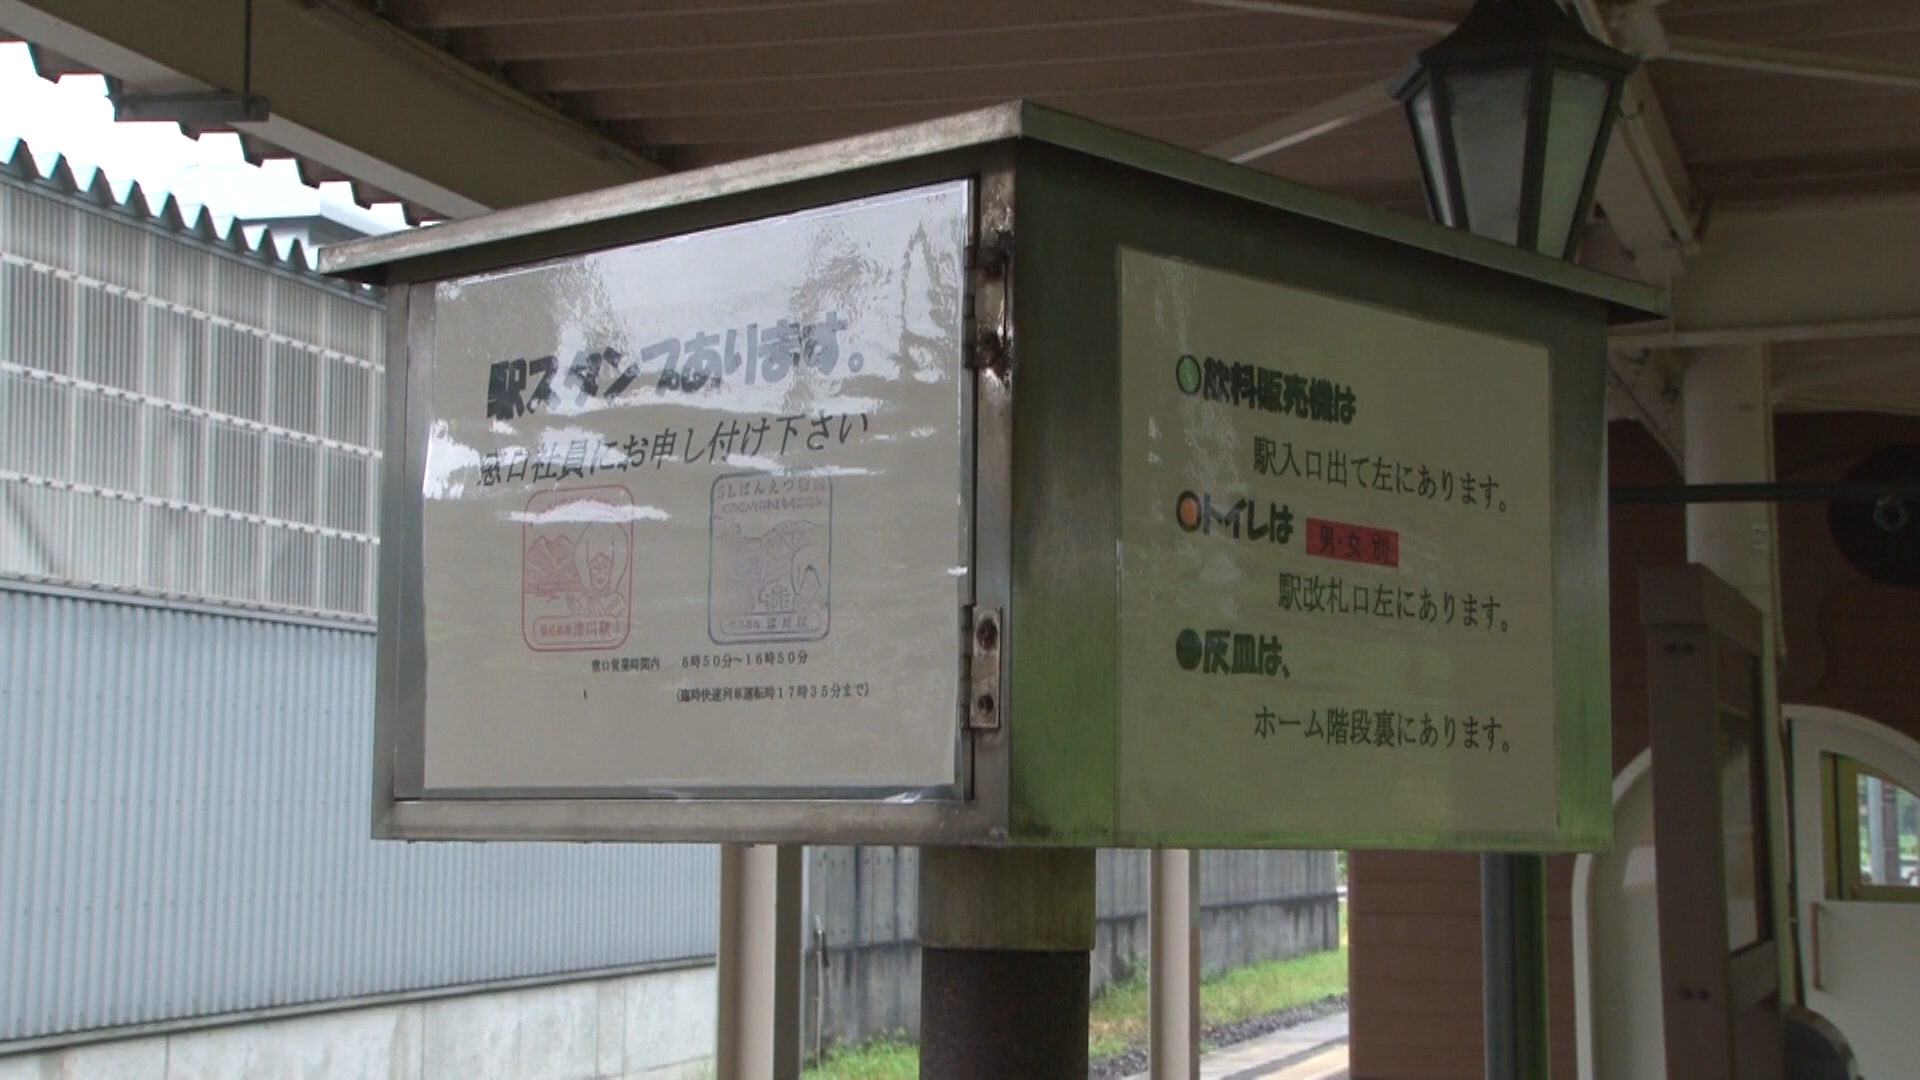 駅スタンプあります。
窓口社員にお申し付け下さい
SLばんえつ物語
津川駅
窓口営業時間内 6時50分～16時50分
(臨時快速列車運転時17時35分まで)
飲料販売機は
駅入口出て左にあります。
トイレは 男・女 別
駅改札口左にあります。
灰皿は、
ホーム階段裏にあります。